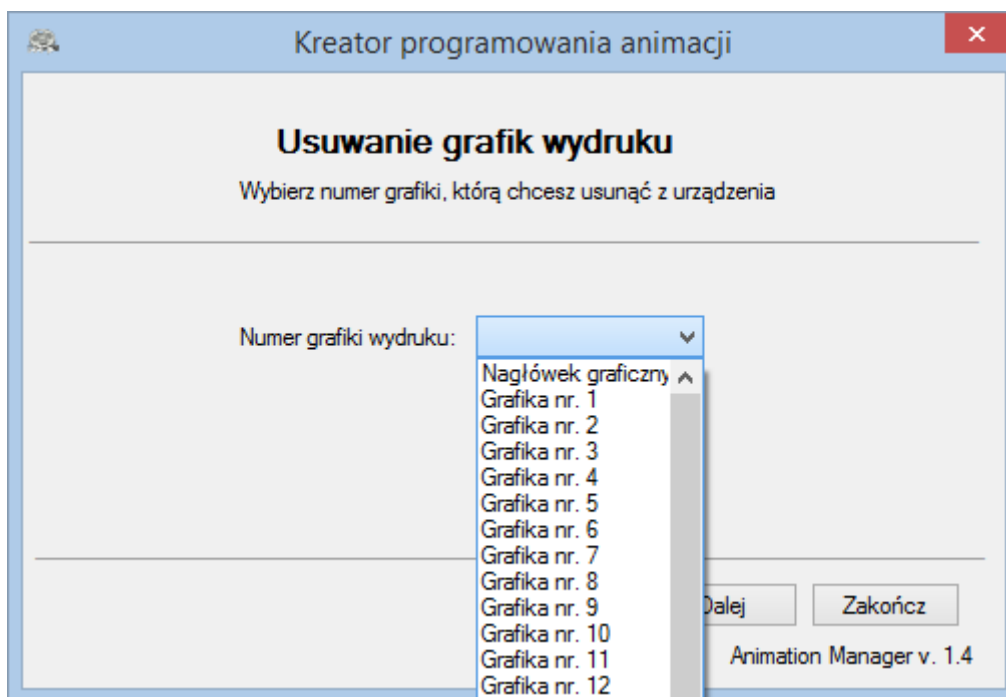 Kreator programowania animacji
Usuwanie grafik wydruku
Wybierz numer grafiki, którą chcesz usunąć z urządzenia
Numer grafiki wydruku:
Nagłówek graficzny
Grafika nr. 1
Grafika nr. 2
Grafika nr. 3
Grafika nr. 4
Grafika nr. 5
Grafika nr. 6
Grafika nr. 7
Grafika nr. 8
Grafika nr. 9
Grafika nr. 10
Grafika nr. 11
Grafika nr. 12
Dalej
Zakończ
Animation Manager v. 1.4